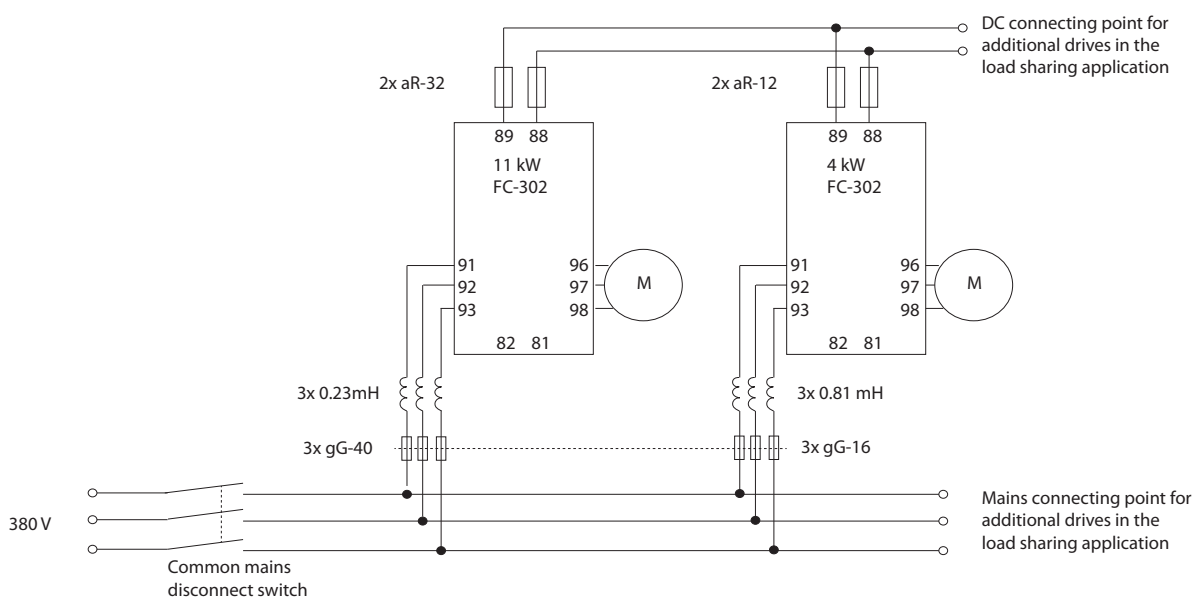 DC connecting point for
additional drives in the
load sharing application
2x aR-32
2x aR-12
89 88
89 88
11 kW
FC-302
4 kW
FC-302
91
92
93
96
97
98
M
91
92
93
96
97
98
M
82 81
82 81
3x 0.23mH
3x 0.81 mH
3x gG-40
3x gG-16
380 V
Mains connecting point for
additional drives in the
load sharing application
Common mains
disconnect switch